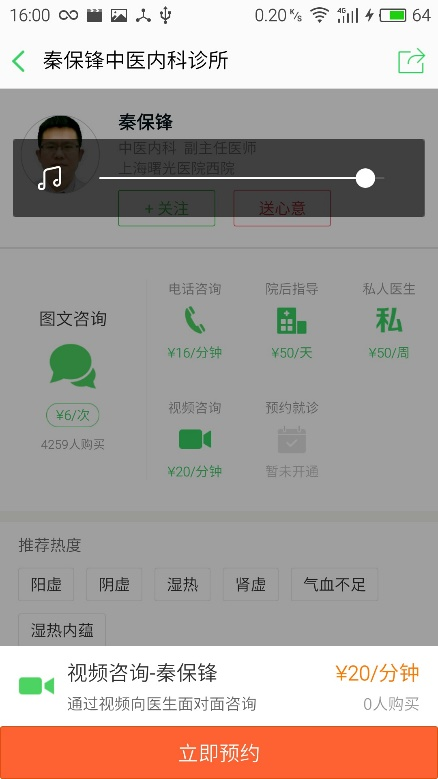 16:00
0.20 K/s
4G
64
秦保锋中医内科诊所
秦保锋
中医内科 副主任医师
上海曙光医院西院
+ 关注
送心意
图文咨询
¥6/次
4259人购买
电话咨询
¥16/分钟
院后指导
¥50/天
私人医生
私
¥50/周
视频咨询
¥20/分钟
预约就诊
暂未开通
推荐热度
阳虚
阴虚
湿热
肾虚
气血不足
湿热内蕴
视频咨询-秦保锋
¥20/分钟
通过视频向医生面对面咨询
0人购买
立即预约